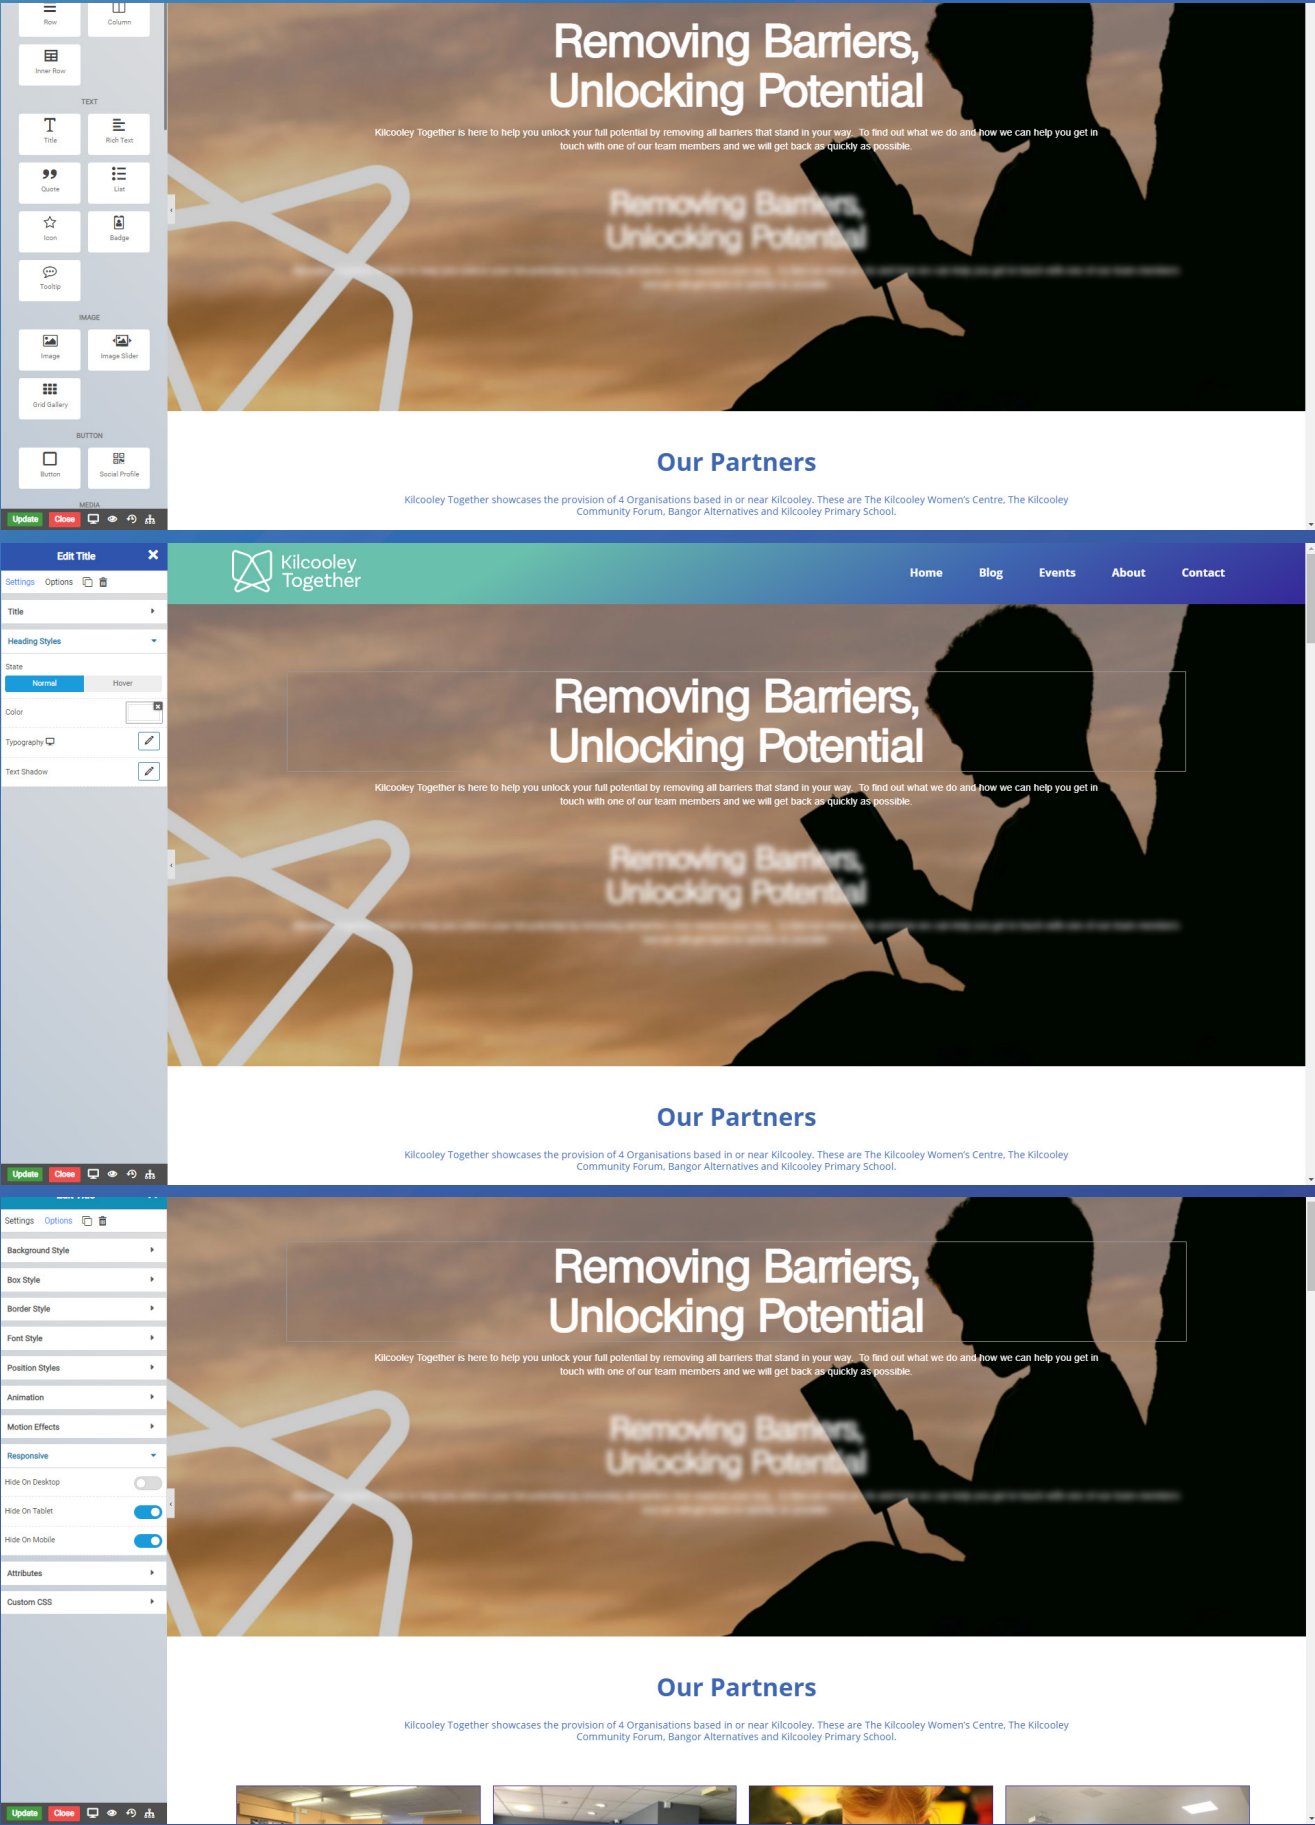 Row
Column
Inner Row
TEXT
Title
Rich Text
Quote
List
Icon
Badge
Tooltip
IMAGE
Image
Image Slider
Grid Gallery
BUTTON
Button
Social Profile
MEDIA
Update
Close
Removing Barriers,
Unlocking Potential
Kilcooley Together is here to help you unlock your full potential by removing all barriers that stand in your way. To find out what we do and how we can help you get in
touch with one of our team members and we will get back as quickly as possible.
Removing Barriers,
Unlocking Potential
Our Partners
Kilcooley Together showcases the provision of 4 Organisations based in or near Kilcooley. These are The Kilcooley Women's Centre, The Kilcooley
Community Forum, Bangor Alternatives and Kilcooley Primary School.
Edit Title
Settings
Options
Title
Heading Styles
State
Normal
Hover
Color
Typography
Text Shadow
Update
Close
Kilcooley
Together
Home
Blog
Events
About
Contact
Removing Barriers,
Unlocking Potential
Kilcooley Together is here to help you unlock your full potential by removing all barriers that stand in your way. To find out what we do and how we can help you get in
touch with one of our team members and we will get back as quickly as possible.
Removing Barriers,
Unlocking Potential
Our Partners
Kilcooley Together showcases the provision of 4 Organisations based in or near Kilcooley. These are The Kilcooley Women's Centre, The Kilcooley
Community Forum, Bangor Alternatives and Kilcooley Primary School.
Edit Title
Settings
Options
Background Style
Box Style
Border Style
Font Style
Position Styles
Animation
Motion Effects
Responsive
Hide On Desktop
Hide On Tablet
Hide On Mobile
Attributes
Custom CSS
Update
Close
Removing Barriers,
Unlocking Potential
Kilcooley Together is here to help you unlock your full potential by removing all barriers that stand in your way. To find out what we do and how we can help you get in
touch with one of our team members and we will get back as quickly as possible.
Removing Barriers,
Unlocking Potential
Our Partners
Kilcooley Together showcases the provision of 4 Organisations based in or near Kilcooley. These are The Kilcooley Women's Centre, The Kilcooley
Community Forum, Bangor Alternatives and Kilcooley Primary School.